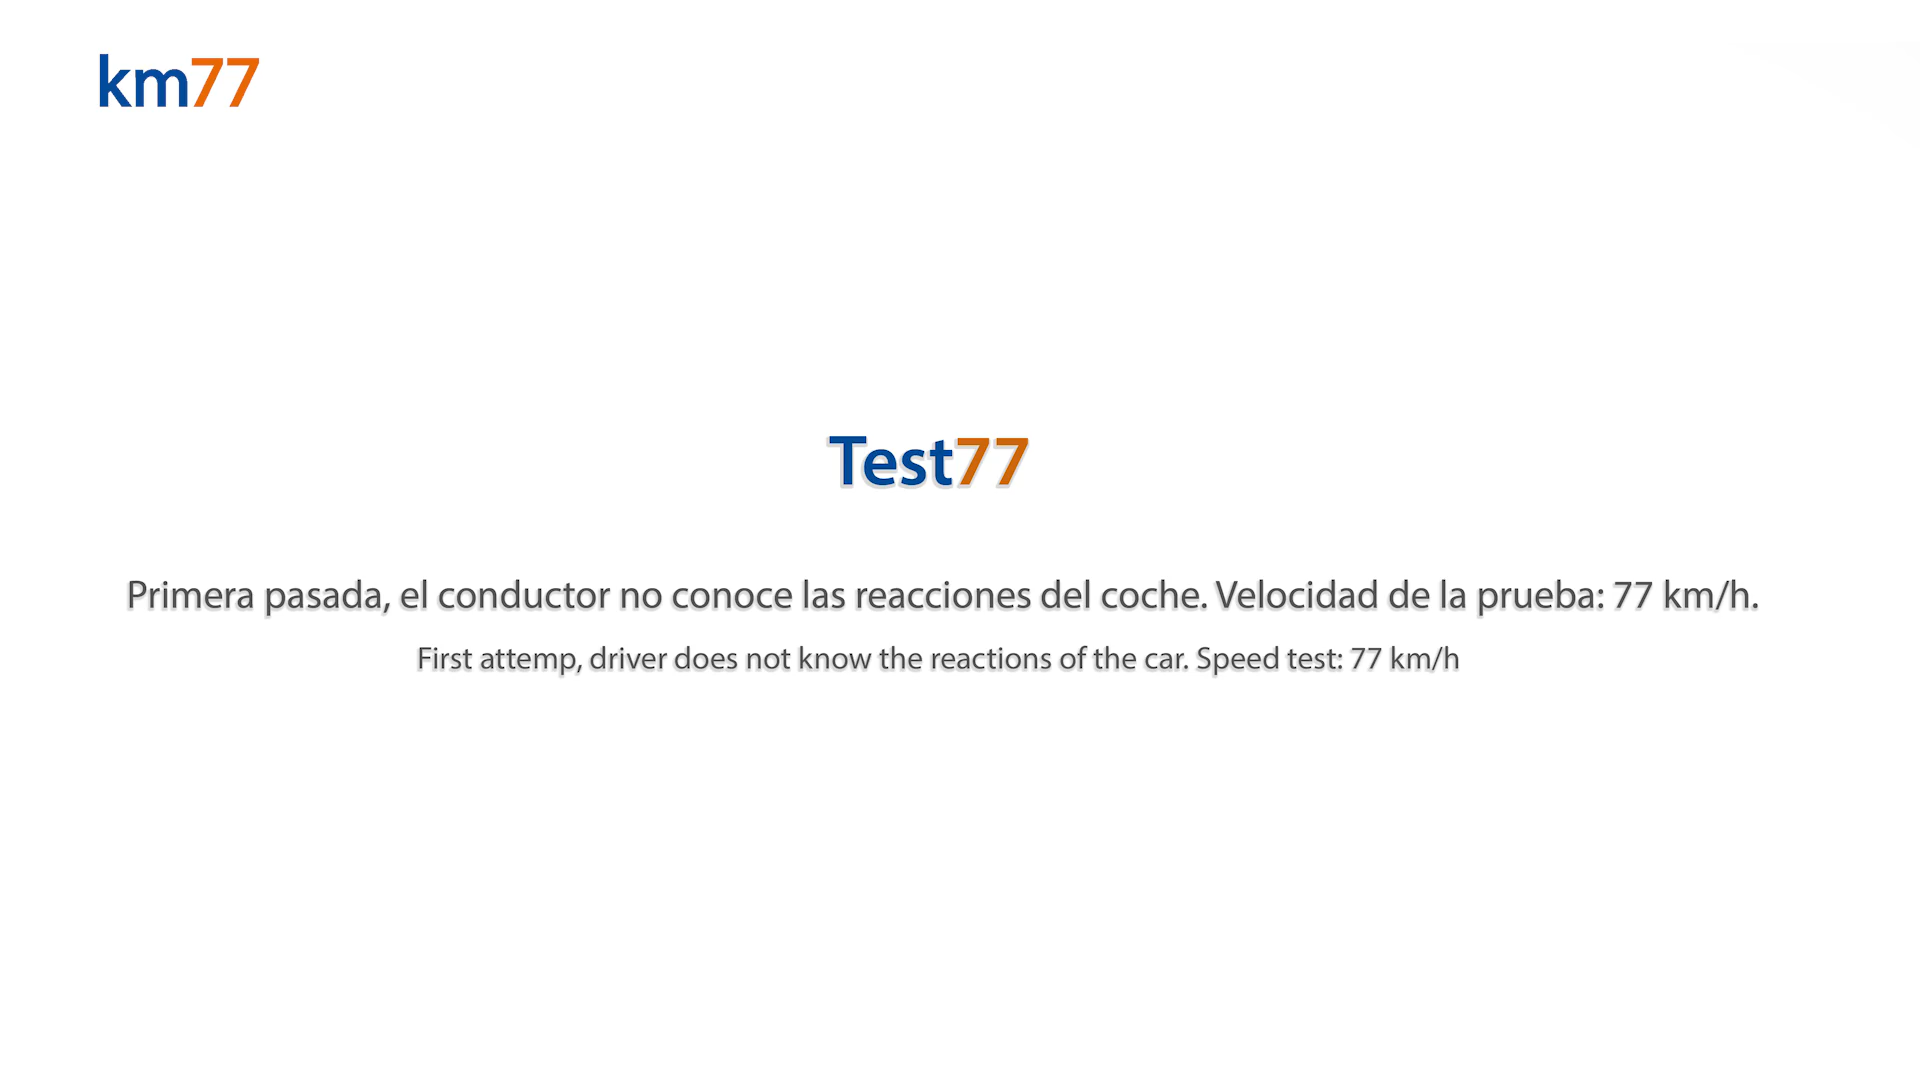 km77
Test77
Primera pasada, el conductor no conoce las reacciones del coche. Velocidad de la prueba: 77 km/h.
First attemp, driver does not know the reactions of the car. Speed test: 77 km/h